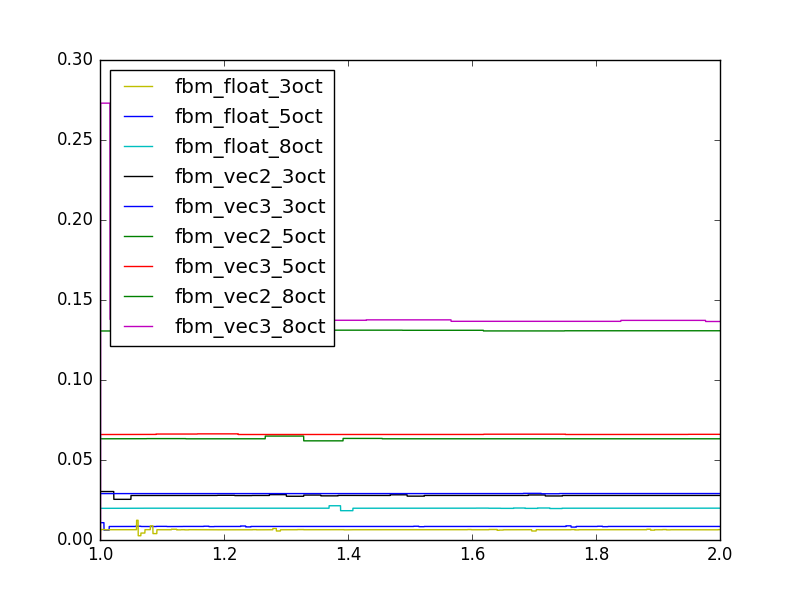 0.30
0.25
0.20
0.15
0.10
0.05
0.00
fbm_float_3oct
fbm_float_5oct
fbm_float_8oct
fbm_vec2_3oct
fbm_vec3_3oct
fbm_vec2_5oct
fbm_vec3_5oct
fbm_vec2_8oct
fbm_vec3_8oct
1.0 1.2 1.4 1.6 1.8 2.0